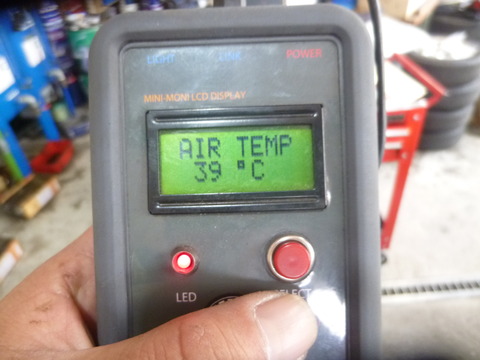 LIGHT LINK POWER
MINI-MONI LCD DISPLAY
AIR TEMP
39 °C
LED